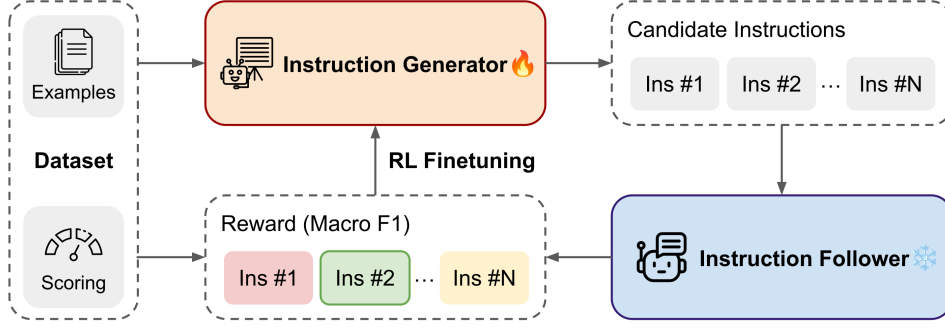 Examples
Dataset
Scoring
Instruction Generator🔥
Candidate Instructions
Ins #1 Ins #2 ... Ins #N
RL Finetuning
Reward (Macro F1)
Ins #1 Ins #2 ... Ins #N
Instruction Follower❄️